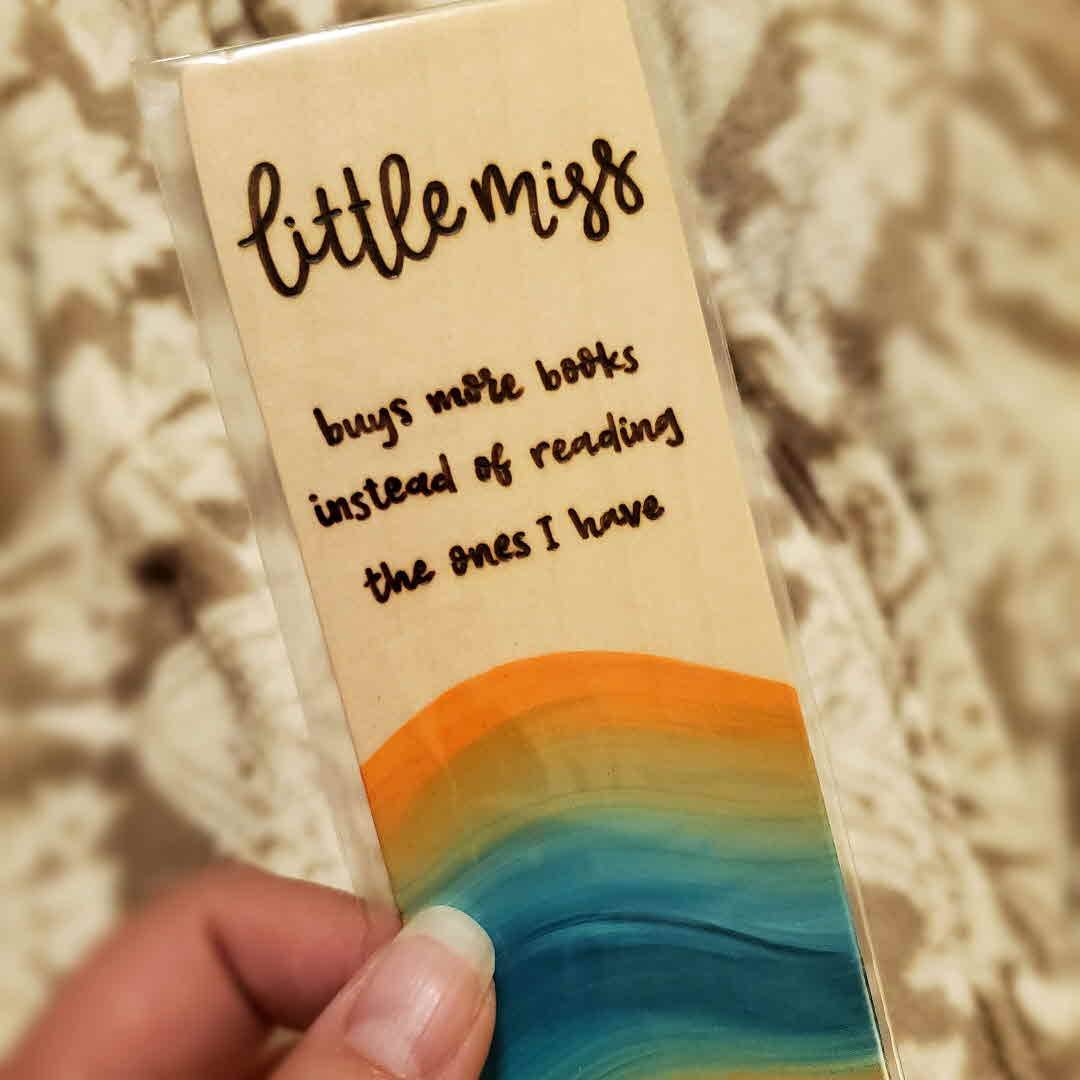 little miss
buys more books
instead of reading
the ones I have